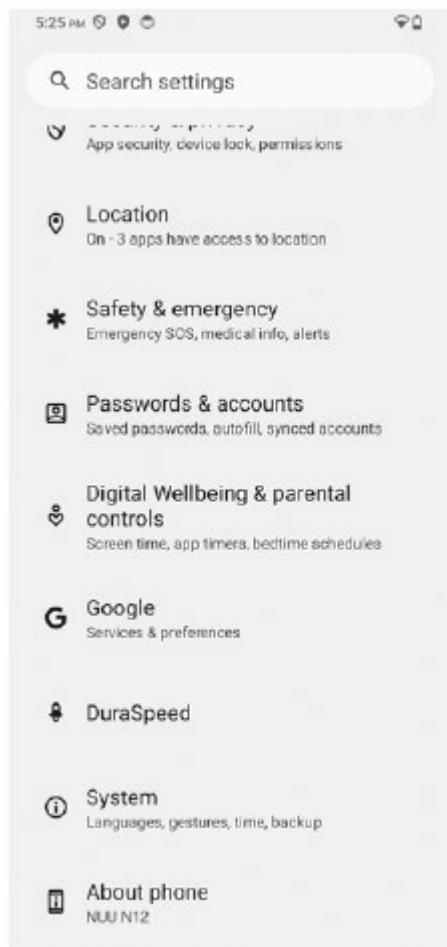 5:25 PM
Search settings
App security, device lock, permissions
Location
On - 3 apps have access to location
Safety & emergency
Emergency SOS, medical info, alerts
Passwords & accounts
Saved passwords, autofill, synced accounts
Digital Wellbeing & parental
controls
Screen time, app timers, bedtime schedules
Google
Services & preferences
DuraSpeed
System
Languages, gestures, time, backup
About phone
NUU N12